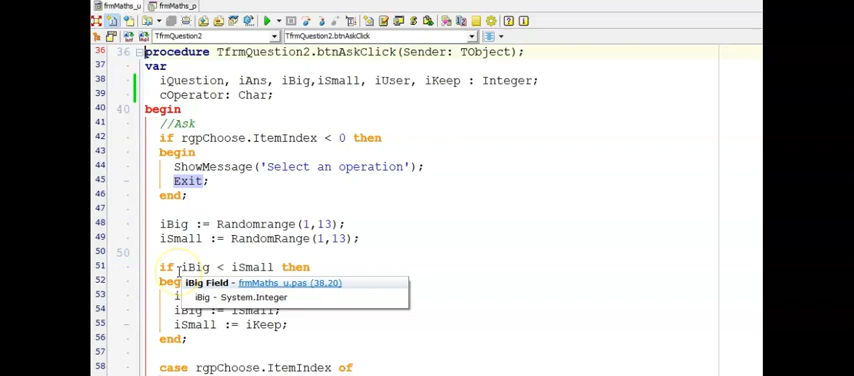 frmMaths_u frmMaths_p
TfrmQuestion2 TfrmQuestion2.btnAskClick
36 36 procedure TfrmQuestion2.btnAskClick(Sender: TObject);
37 var
38 iQuestion, iAns, iBig,iSmall, iUser, iKeep : Integer;
39 cOperator: Char;
40 40 begin
41 //Ask
42 if rgpChoose.ItemIndex < 0 then
43 begin
44 ShowMessage('Select an operation');
45 Exit;
46 end;
47
48 iBig := Randomrange(1,13);
49 iSmall := RandomRange(1,13);
50 50
51 if iBig < iSmall then
52 beg iBig Field - frmMaths_u.pas (38,20)
53 i iBig - System.Integer
54 iBig := iSmall;
55 iSmall := iKeep;
56 end;
57
58 case rgpChoose.ItemIndex of